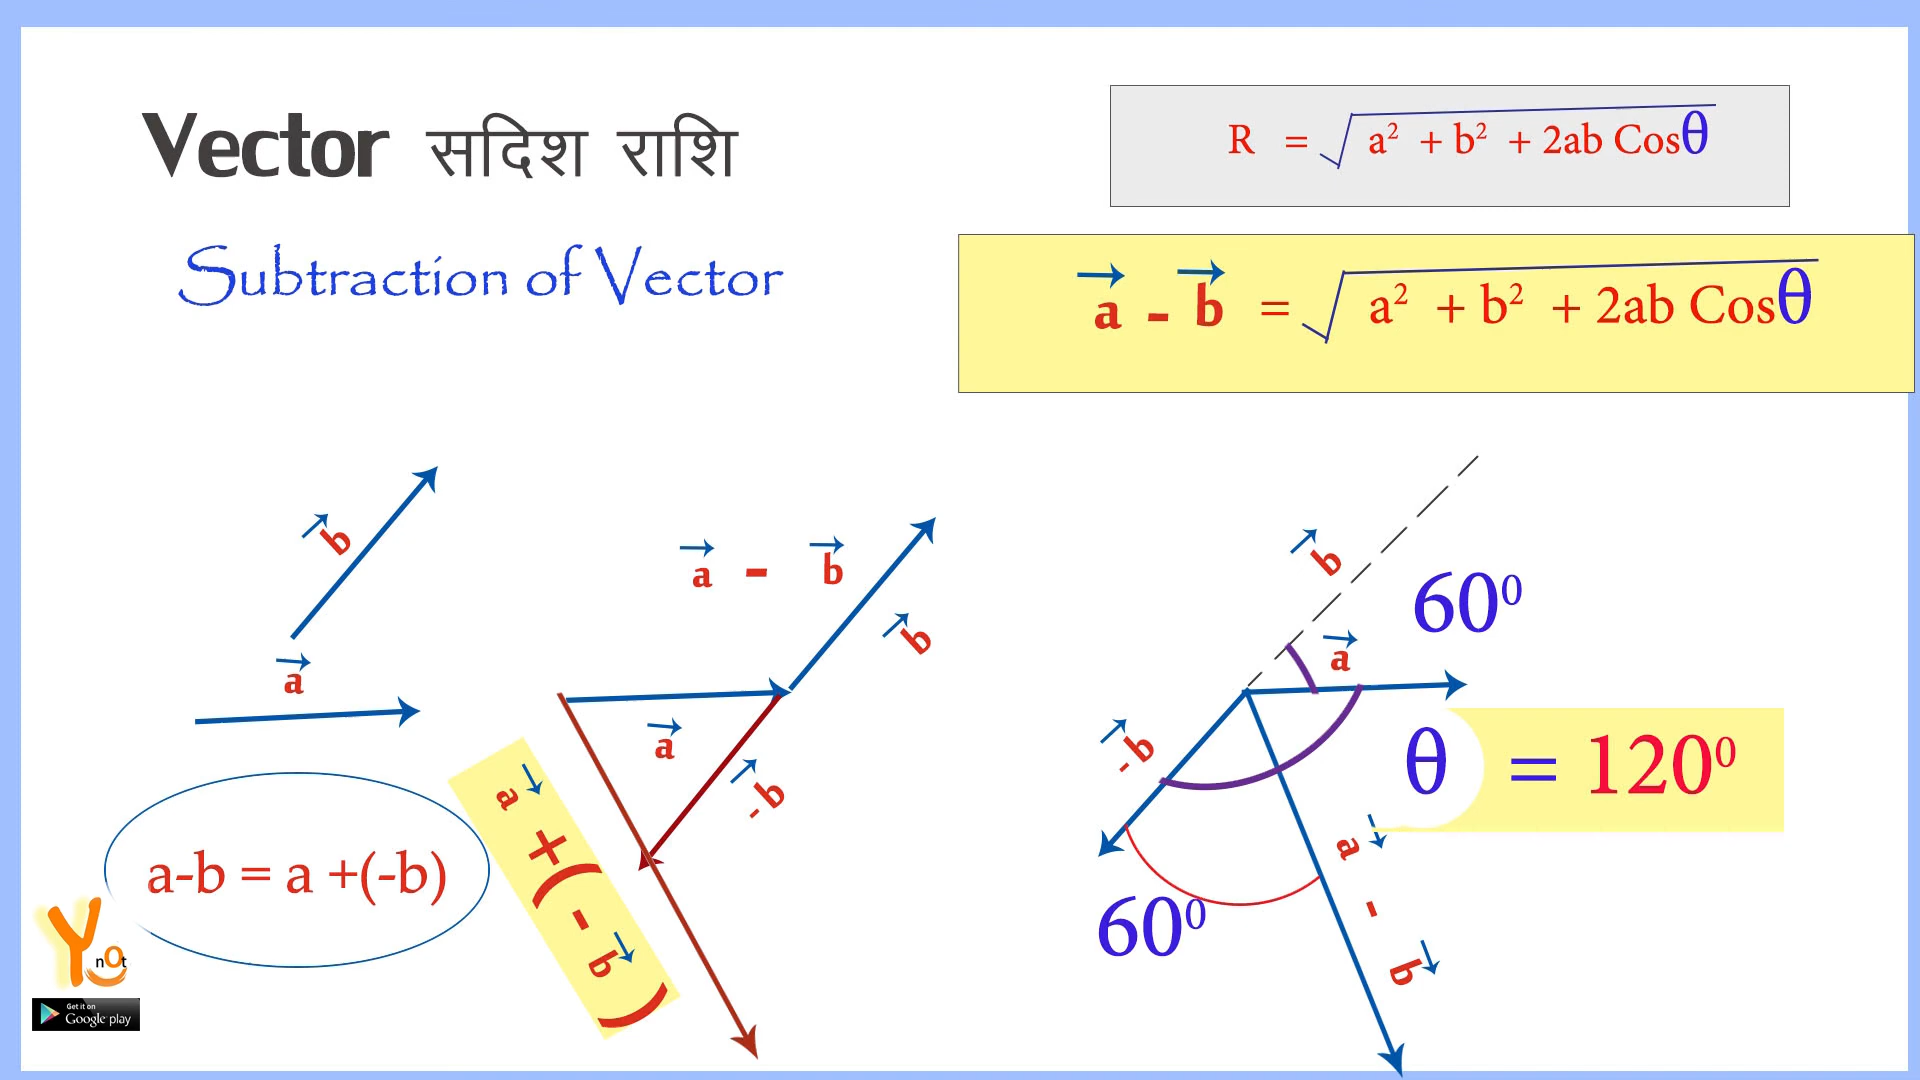 Vector सदिश राशि
Subtraction of Vector
R = √ a² + b² + 2ab Cosθ
a - b = √ a² + b² + 2ab Cosθ
b
a
a - b
b
a
- b
a + ( - b )
a-b = a +(-b)
b
60⁰
a
- b
θ = 120⁰
60⁰
a - b
Y nOt
Get it on
Google play